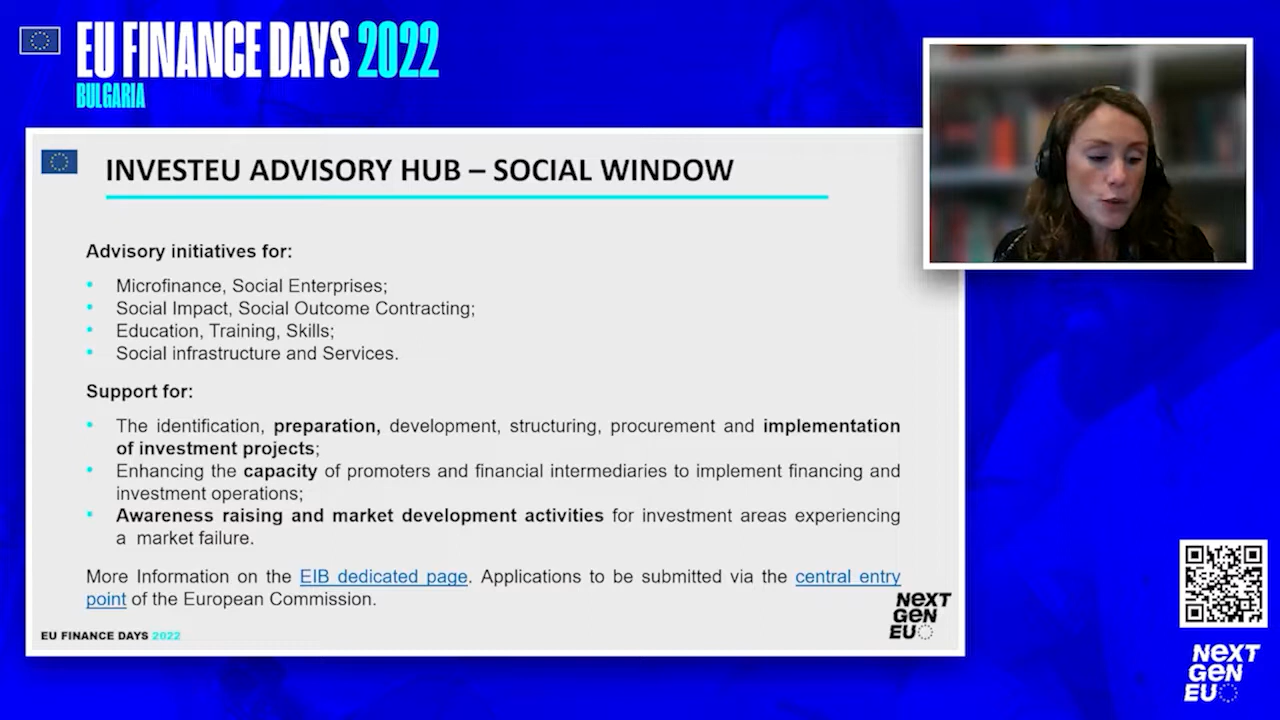 EU FINANCE DAYS 2022
BULGARIA
INVESTEU ADVISORY HUB – SOCIAL WINDOW
Advisory initiatives for:
• Microfinance, Social Enterprises;
• Social Impact, Social Outcome Contracting;
• Education, Training, Skills;
• Social infrastructure and Services.
Support for:
• The identification, preparation, development, structuring, procurement and implementation
of investment projects;
• Enhancing the capacity of promoters and financial intermediaries to implement financing and
investment operations;
• Awareness raising and market development activities for investment areas experiencing
a market failure.
More Information on the EIB dedicated page. Applications to be submitted via the central entry
point of the European Commission.
NEXT
GEN
EU
EU FINANCE DAYS 2022
NEXT
GEN
EU